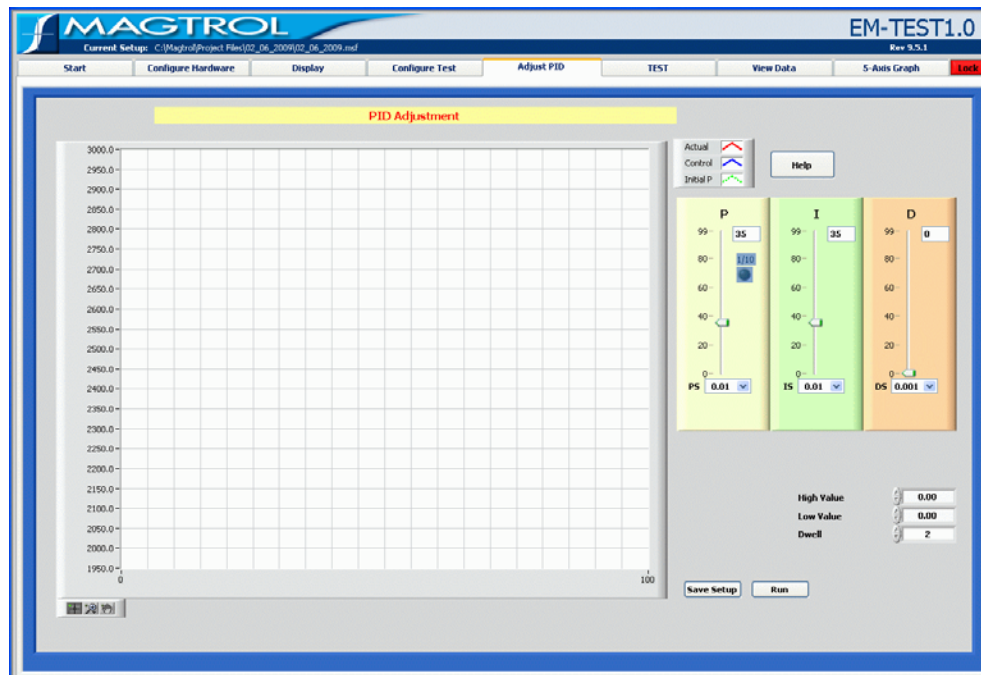 MAGTROL
EM-TEST1.0
Current Setup: C:\Magtrol\Project Files\02_06_2009\02_06_2009.msf
Rev 9.5.1
Start Configure Hardware Display Configure Test Adjust PID TEST View Data 5-Axis Graph Lock
PID Adjustment
3000.0
2950.0
2900.0
2850.0
2800.0
2750.0
2700.0
2650.0
2600.0
2550.0
2500.0
2450.0
2400.0
2350.0
2300.0
2250.0
2200.0
2150.0
2100.0
2050.0
2000.0
1950.0
0 100
Actual
Control
Initial P
Help
P
99 35
80 1/10
60
40
20
0
PS 0.01
I
99 35
80
60
40
20
0
IS 0.01
D
99 0
80
60
40
20
0
DS 0.001
High Value 0.00
Low Value 0.00
Dwell 2
Save Setup Run